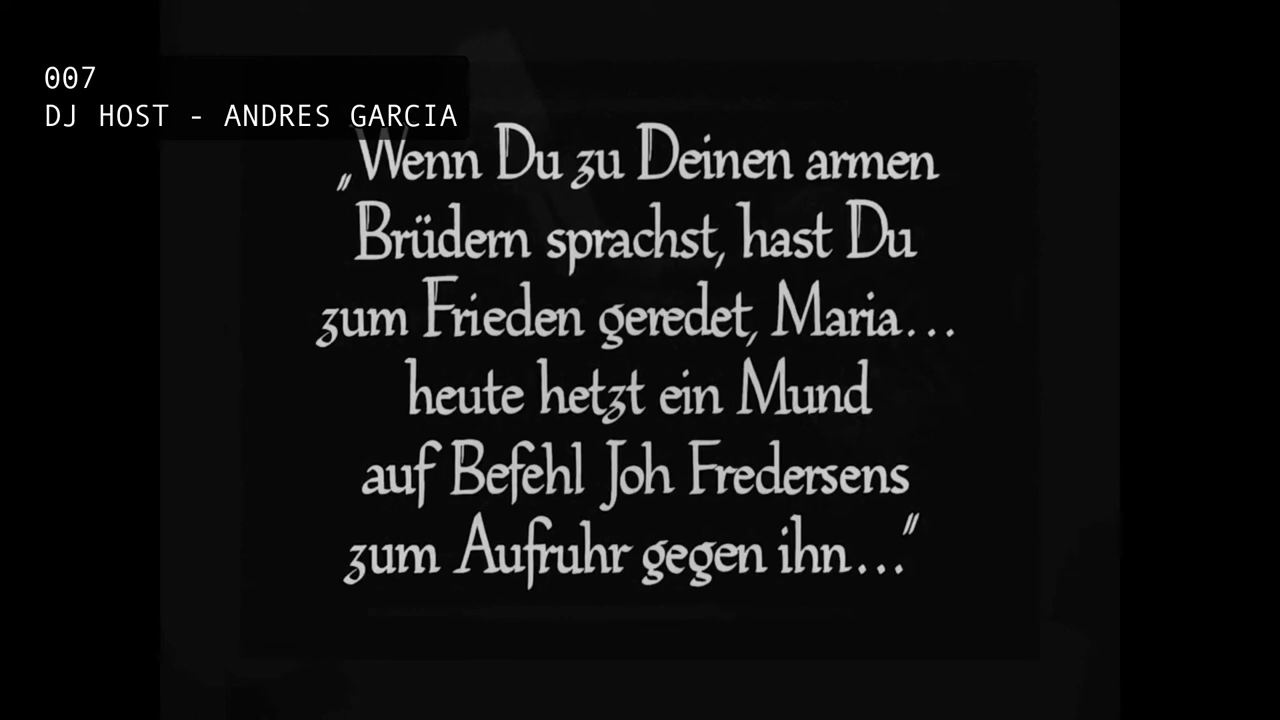 007
DJ HOST - ANDRES GARCIA
„Wenn Du zu Deinen armen
Brüdern sprachst, hast Du
zum Frieden geredet, Maria...
heute hetzt ein Mund
auf Befehl Joh Fredersens
zum Aufruhr gegen ihn..."